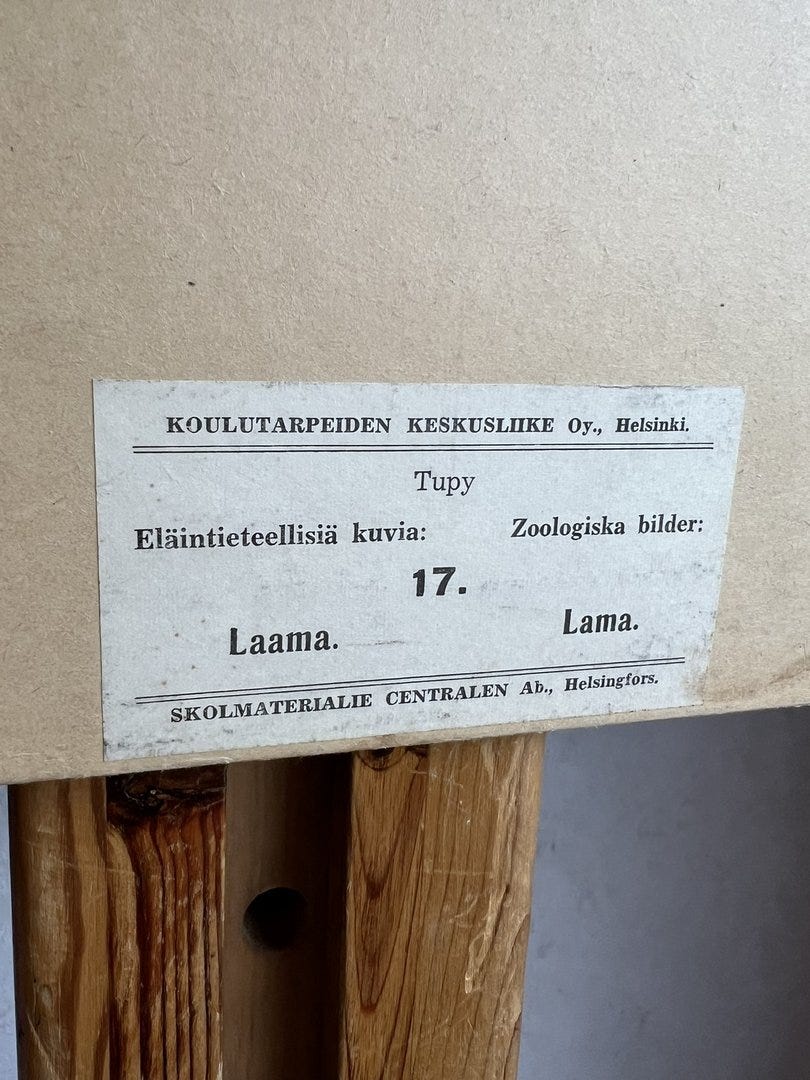 KOULUTARPEIDEN KESKUSLIIKE Oy., Helsinki.
Tupy
Eläintieteellisiä kuvia: Zoologiska bilder:
17.
Laama. Lama.
SKOLMATERIALIE CENTRALEN Ab., Helsingfors.